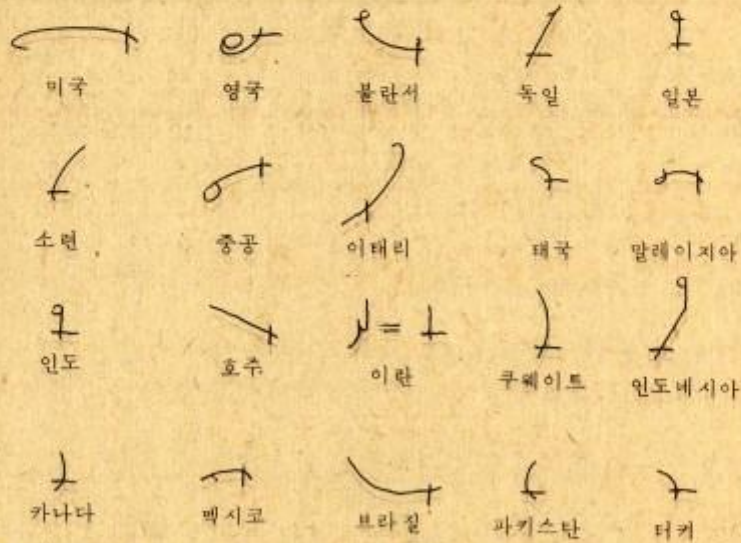 미국 영국 불란서 독일 일본
소련 중공 이태리 태국 말레이지아
인도 호주 이란 쿠웨이트 인도네시아
카나다 멕시코 브라질 파키스탄 터키